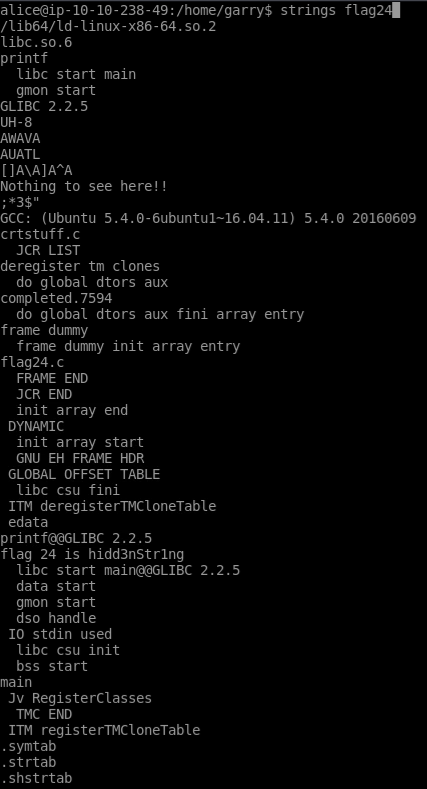 alice@ip-10-10-238-49:/home/garry$ strings flag24
/lib64/ld-linux-x86-64.so.2
libc.so.6
printf
  libc start main
  gmon start
GLIBC 2.2.5
UH-8
AWAVA
AUATL
[]A\A]A^A
Nothing to see here!!
;*3$"
GCC: (Ubuntu 5.4.0-6ubuntu1~16.04.11) 5.4.0 20160609
crtstuff.c
  JCR LIST
deregister tm clones
  do global dtors aux
completed.7594
  do global dtors aux fini array entry
frame dummy
  frame dummy init array entry
flag24.c
  FRAME END
  JCR END
  init array end
 DYNAMIC
  init array start
  GNU EH FRAME HDR
 GLOBAL OFFSET TABLE
  libc csu fini
 ITM deregisterTMCloneTable
 edata
printf@@GLIBC 2.2.5
flag 24 is hidd3nStr1ng
  libc start main@@GLIBC 2.2.5
  data start
  gmon start
  dso handle
 IO stdin used
  libc csu init
  bss start
main
 Jv RegisterClasses
  TMC END
 ITM registerTMCloneTable
.symtab
.strtab
.shstrtab